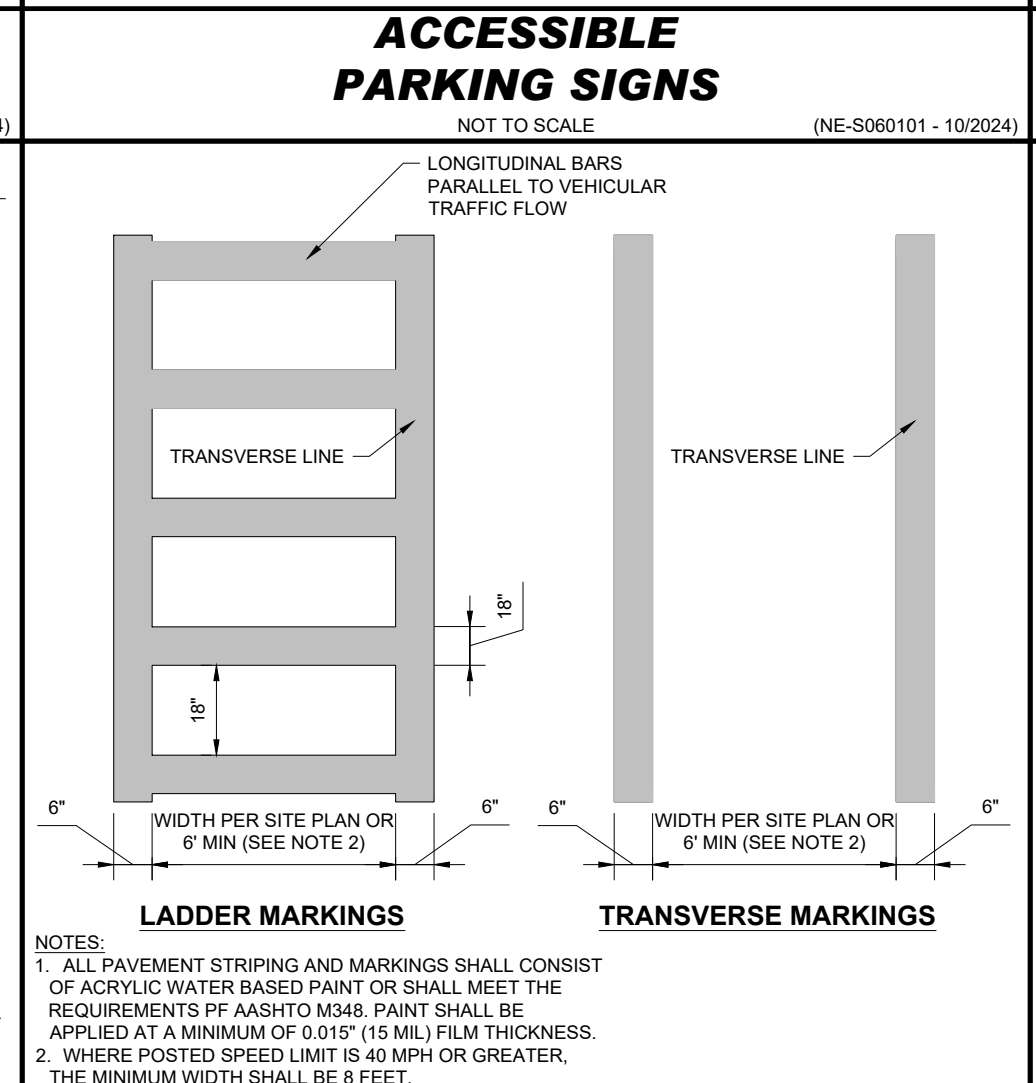 ACCESSIBLE
PARKING SIGNS
NOT TO SCALE
(NE-S060101 - 10/2024)
LONGITUDINAL BARS
PARALLEL TO VEHICULAR
TRAFFIC FLOW
TRANSVERSE LINE
TRANSVERSE LINE
18"
18"
6"
WIDTH PER SITE PLAN OR
6' MIN (SEE NOTE 2)
6"
6"
WIDTH PER SITE PLAN OR
6' MIN (SEE NOTE 2)
6"
LADDER MARKINGS
TRANSVERSE MARKINGS
NOTES:
1. ALL PAVEMENT STRIPING AND MARKINGS SHALL CONSIST
OF ACRYLIC WATER BASED PAINT OR SHALL MEET THE
REQUIREMENTS PF AASHTO M348. PAINT SHALL BE
APPLIED AT A MINIMUM OF 0.015" (15 MIL) FILM THICKNESS.
2. WHERE POSTED SPEED LIMIT IS 40 MPH OR GREATER,
THE MINIMUM WIDTH SHALL BE 8 FEET.